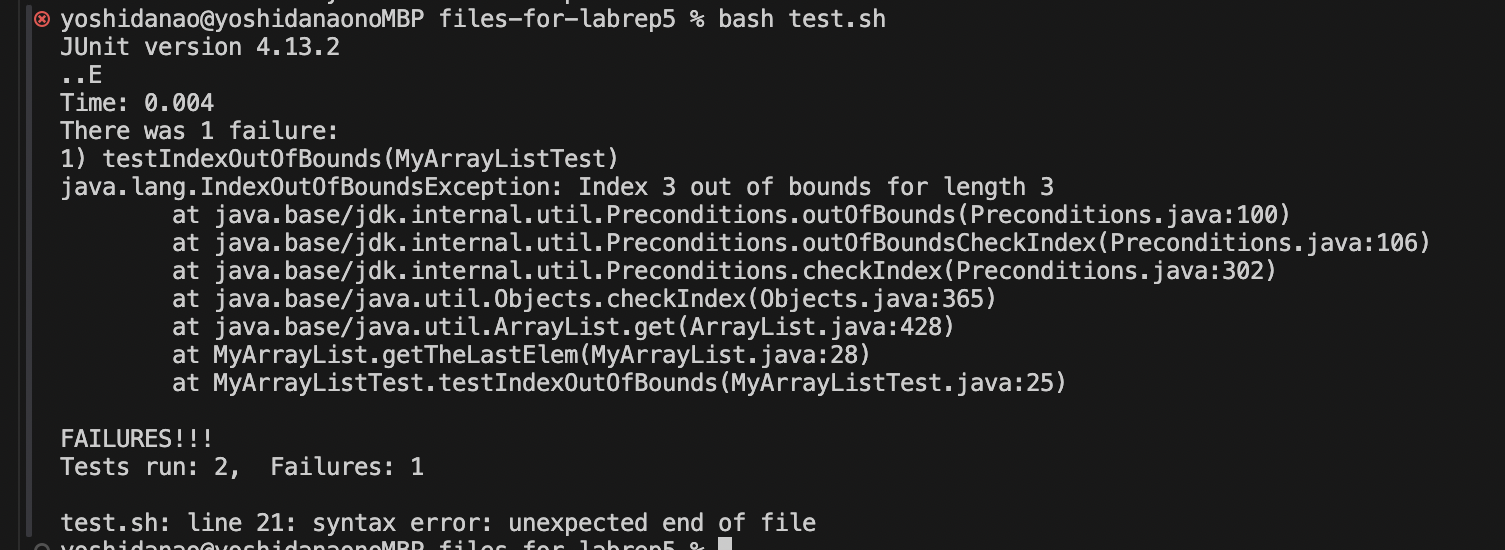 yoshidanao@yoshidanaonoMBP files-for-labrep5 % bash test.sh
JUnit version 4.13.2
..E
Time: 0.004
There was 1 failure:
1) testIndexOutOfBounds(MyArrayListTest)
java.lang.IndexOutOfBoundsException: Index 3 out of bounds for length 3
        at java.base/jdk.internal.util.Preconditions.outOfBounds(Preconditions.java:100)
        at java.base/jdk.internal.util.Preconditions.outOfBoundsCheckIndex(Preconditions.java:106)
        at java.base/jdk.internal.util.Preconditions.checkIndex(Preconditions.java:302)
        at java.base/java.util.Objects.checkIndex(Objects.java:365)
        at java.base/java.util.ArrayList.get(ArrayList.java:428)
        at MyArrayList.getTheLastElem(MyArrayList.java:28)
        at MyArrayListTest.testIndexOutOfBounds(MyArrayListTest.java:25)
FAILURES!!!
Tests run: 2,  Failures: 1
test.sh: line 21: syntax error: unexpected end of file
yoshidanao@yoshidanaonoMBP files-for-labrep5 %